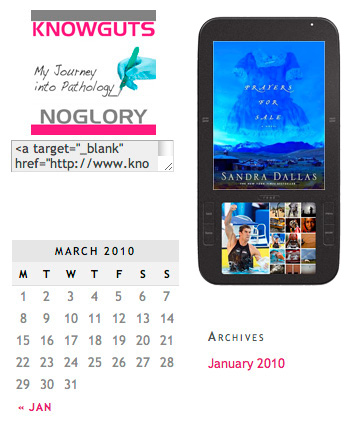 KNOWGUTS
My Journey
into Pathology
NOGLORY
<a target="_blank"
href="http://www.kno
MARCH 2010
M T W T F S S
1 2 3 4 5 6 7
8 9 10 11 12 13 14
15 16 17 18 19 20 21
22 23 24 25 26 27 28
29 30 31
« JAN
PRAYERS
FOR
SALE
SANDRA DALLAS
Archives
January 2010